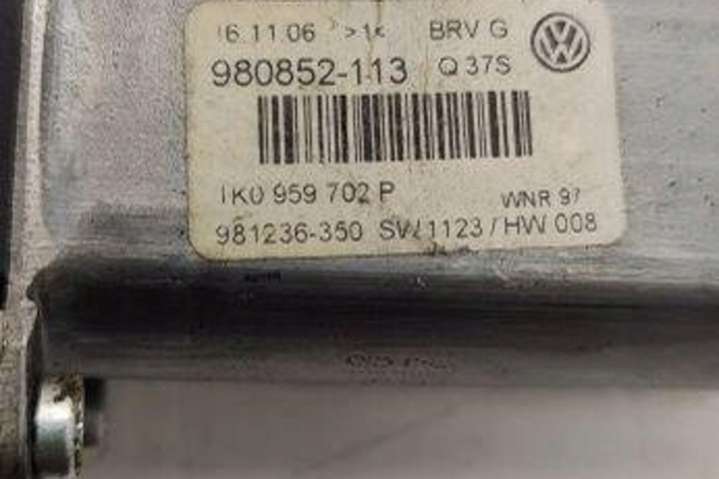 16.11.06 >1< BRV G
980852-113 Q 37S
1K0 959 702 P WNR 97
981236-350 SW 1123 / HW 008